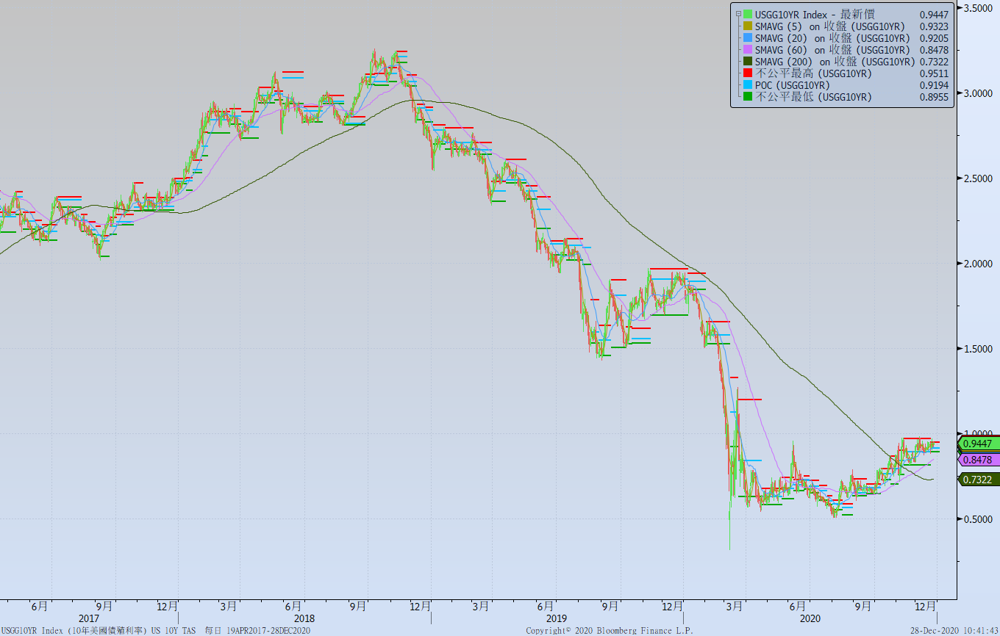 USGG10YR Index - 最新價 0.9447
SMAVG (5) on 收盤 (USGG10YR) 0.9323
SMAVG (20) on 收盤 (USGG10YR) 0.9205
SMAVG (60) on 收盤 (USGG10YR) 0.8478
SMAVG (200) on 收盤 (USGG10YR) 0.7322
不公平最高 (USGG10YR) 0.9511
POC (USGG10YR) 0.9194
不公平最低 (USGG10YR) 0.8955
3.5000
3.0000
2.5000
2.0000
1.5000
1.0000
0.9447
0.8478
0.7322
0.5000
6月 9月 12月 3月 6月 9月 12月 3月 6月 9月 12月 3月 6月 9月 12月
2017 2018 2019 2020
USGG10YR Index (10年美國債殖利率) US 10Y TAS 每日 19APR2017-28DEC2020 Copyright© 2020 Bloomberg Finance L.P. 28-Dec-2020 10:41:43